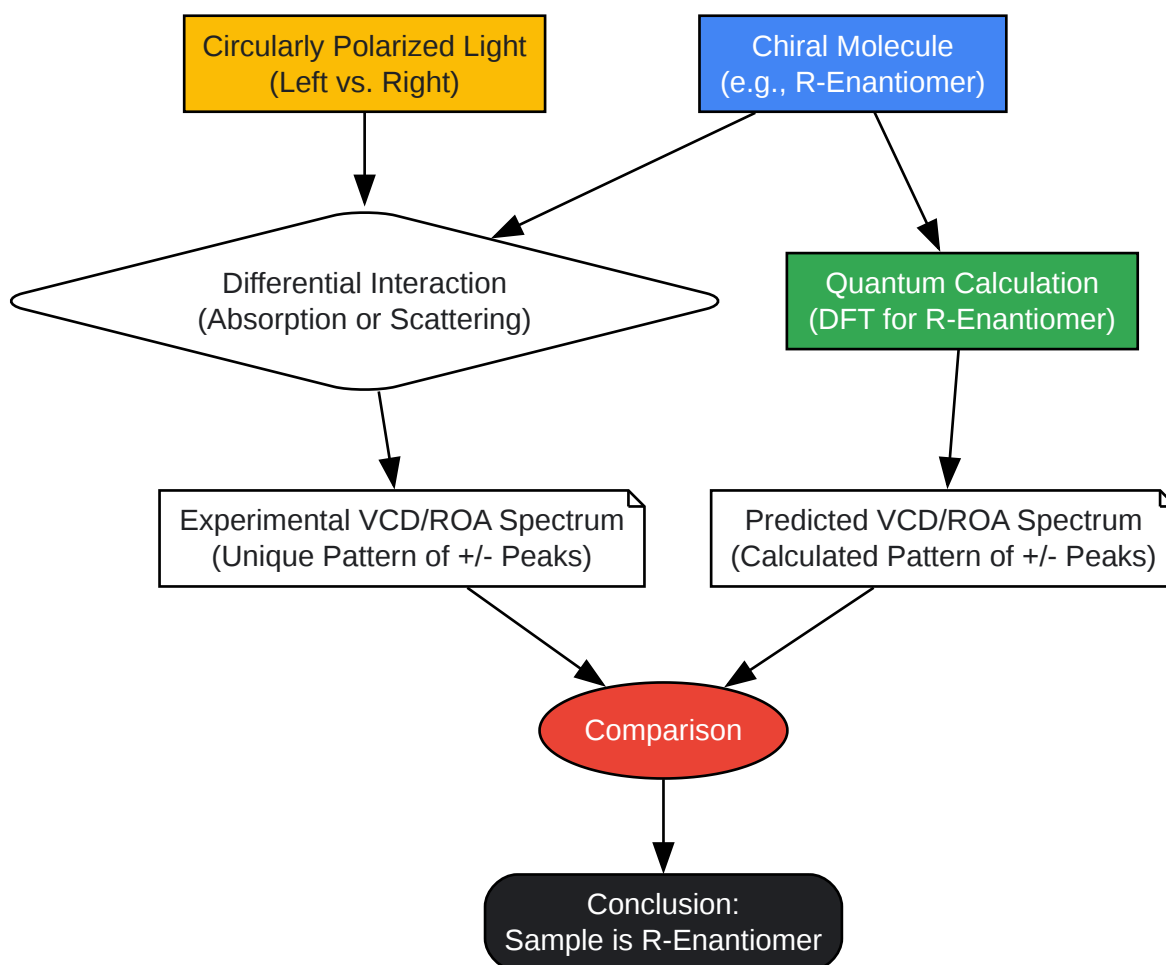 Circularly Polarized Light
(Left vs. Right)
Chiral Molecule
(e.g., R-Enantiomer)
Differential Interaction
(Absorption or Scattering)
Quantum Calculation
(DFT for R-Enantiomer)
Experimental VCD/ROA Spectrum
(Unique Pattern of +/- Peaks)
Predicted VCD/ROA Spectrum
(Calculated Pattern of +/- Peaks)
Comparison
Conclusion:
Sample is R-Enantiomer